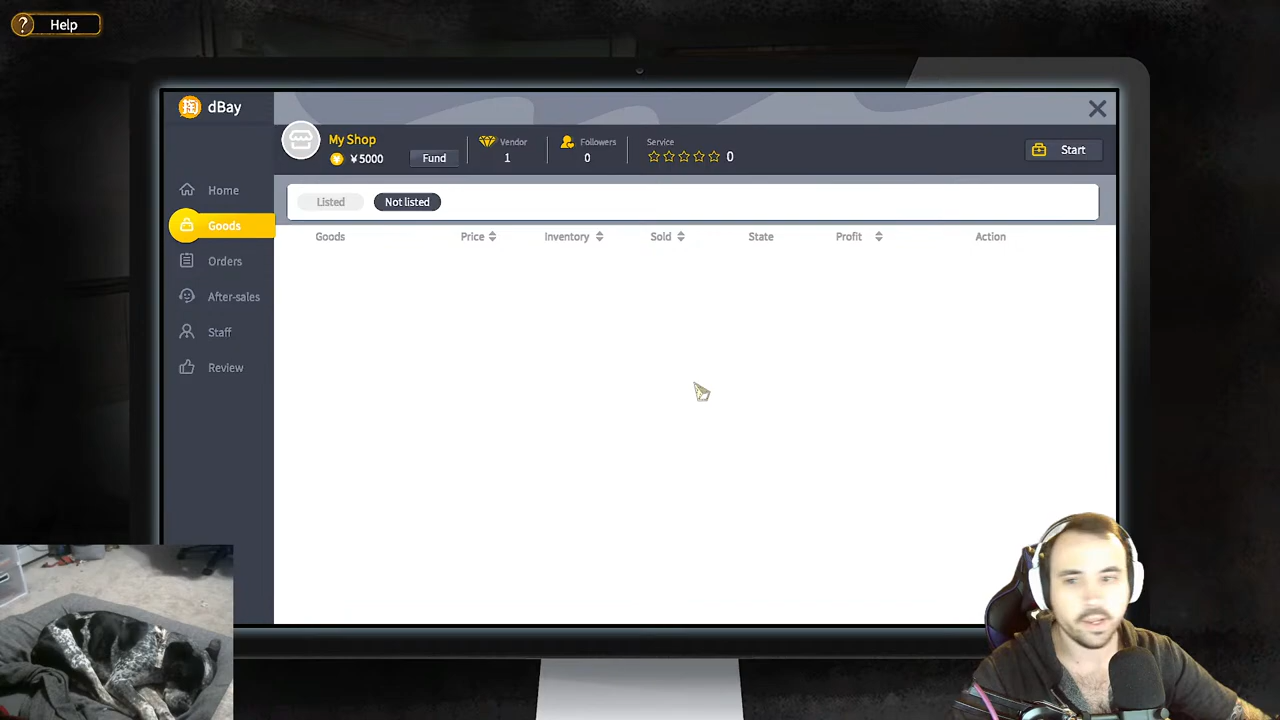 ? Help
掏 dBay
My Shop
¥5000
Fund
Vendor
1
Followers
0
Service
0
Start
Home
Goods
Orders
After-sales
Staff
Review
Listed
Not listed
Goods Price Inventory Sold State Profit Action